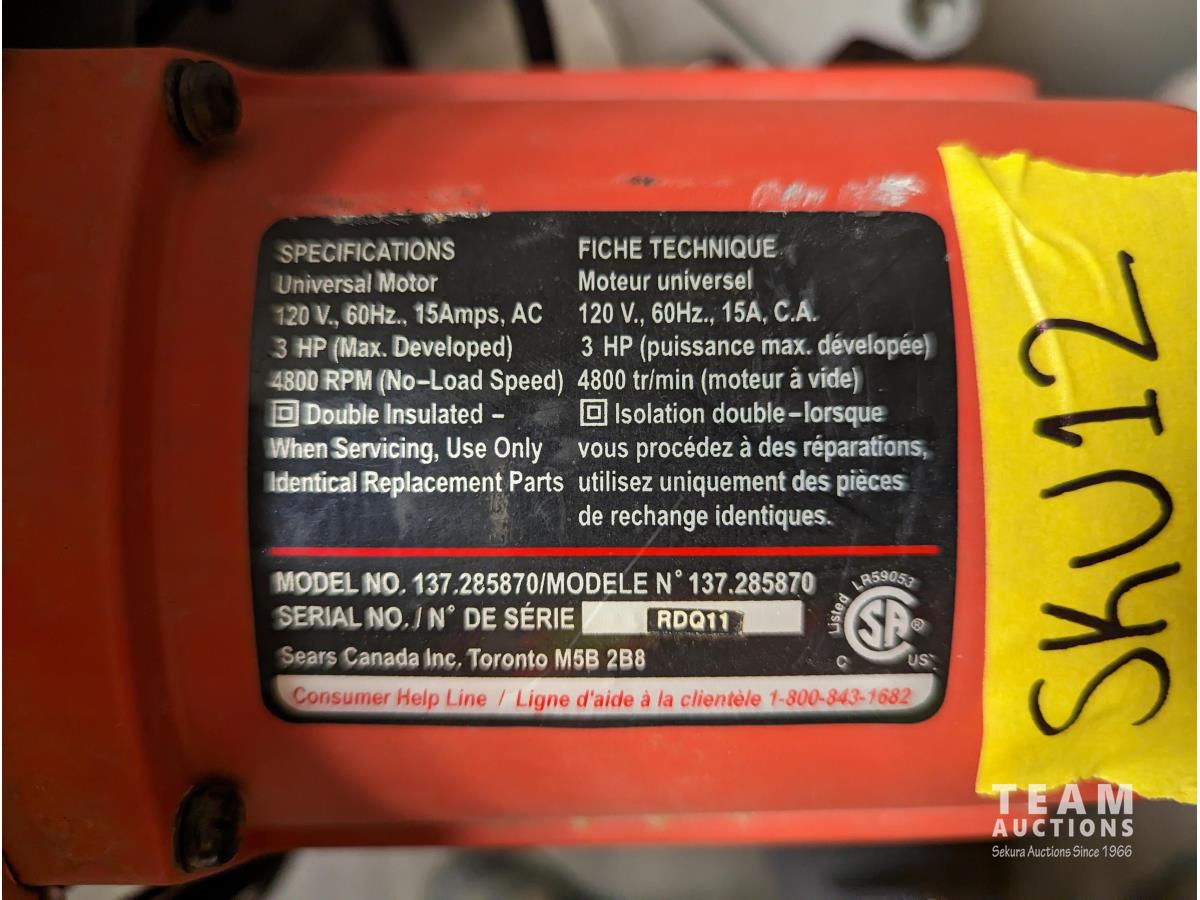 SPECIFICATIONS
Universal Motor
120 V., 60Hz., 15Amps, AC
3 HP (Max. Developed)
4800 RPM (No-Load Speed)
Double Insulated -
When Servicing, Use Only
Identical Replacement Parts
FICHE TECHNIQUE
Moteur universel
120 V., 60Hz., 15A, C.A.
3 HP (puissance max. dévelopée)
4800 tr/min (moteur à vide)
Isolation double-lorsque
vous procédez à des réparations,
utilisez uniquement des pièces
de rechange identiques.
MODEL NO. 137.285870/MODELE N° 137.285870
SERIAL NO. / N° DE SÉRIE RDQ11
Sears Canada Inc. Toronto M5B 2B8
Consumer Help Line / Ligne d'aide à la clientèle 1-800-843-1682
Listed LR59053
SA®
C US
SKU12
TEAM
AUCTIONS
Sekura Auctions Since 1966